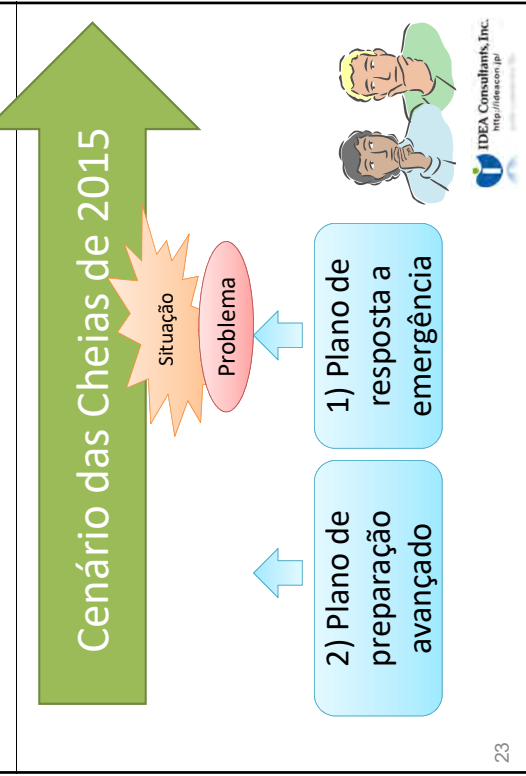 Cenário das Cheias de 2015
Situação
Problema
2) Plano de
preparação
avançado
1) Plano de
resposta a
emergência
IDEA Consultants, Inc.
http://ideacon.jp/
23